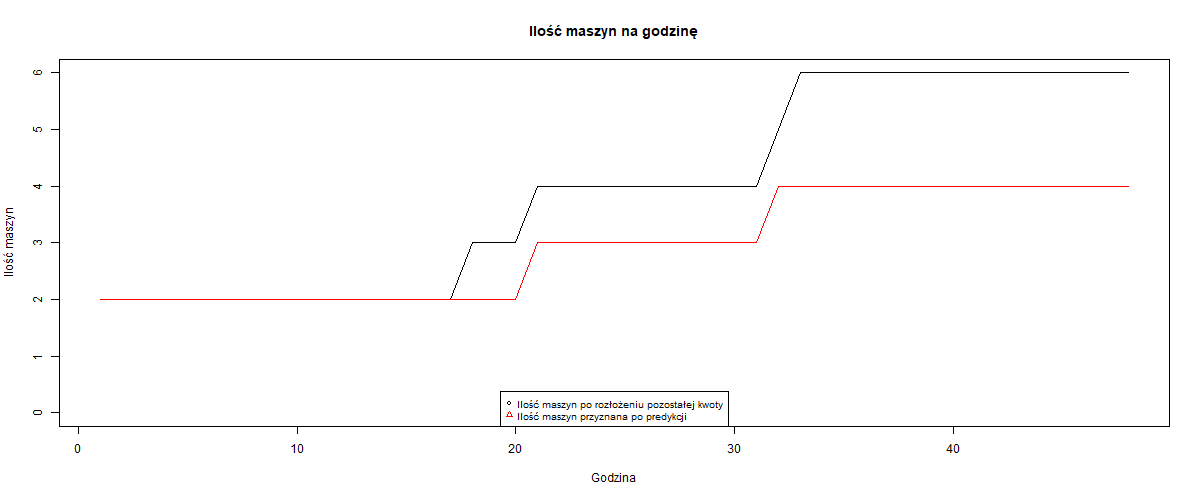 Ilość maszyn na godzinę
6
5
4
3
2
1
0
Ilość maszyn
Ilość maszyn po rozłożeniu pozostałej kwoty
Ilość maszyn przyznana po predykcji
0 10 20 30 40
Godzina